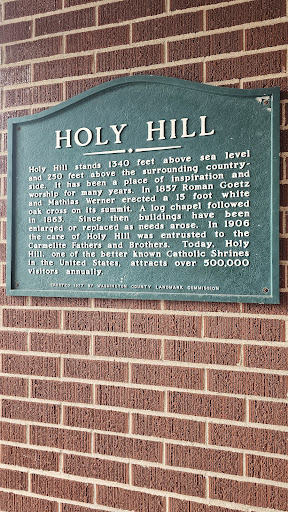 HOLY HILL
Holy Hill stands 1340 feet above sea level
and 250 feet above the surrounding country-
side. It has been a place of inspiration and
worship for many years. In 1857 Roman Goetz
and Mathias Werner erected a 15 foot white
oak cross on its summit. A log chapel followed
in 1863. Since then buildings have been
enlarged or replaced as needs arose. In 1906
the care of Holy Hill was entrusted to the
Carmelite Fathers and Brothers. Today, Holy
Hill, one of the better known Catholic Shrines
in the United States, attracts over 500,000
visitors annually.
ERECTED 1977 BY WASHINGTON COUNTY LANDMARK COMMISSION